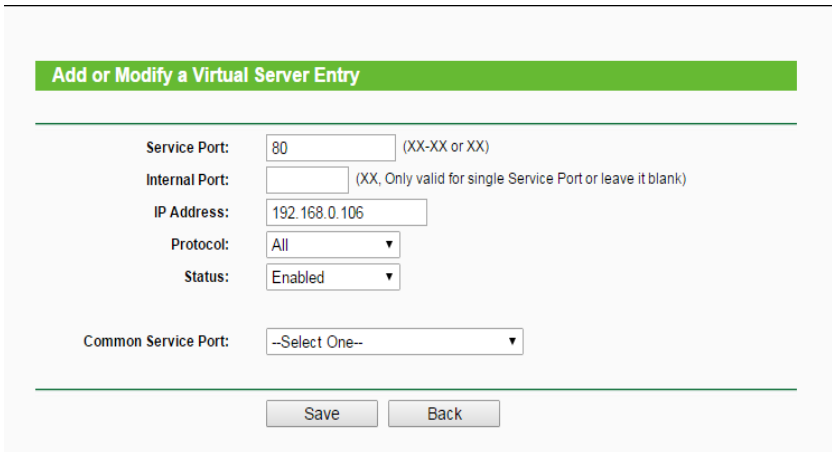 Add or Modify a Virtual Server Entry
Service Port: 80 (XX-XX or XX)
Internal Port: (XX, Only valid for single Service Port or leave it blank)
IP Address: 192.168.0.106
Protocol: All
Status: Enabled
Common Service Port: --Select One--
Save Back